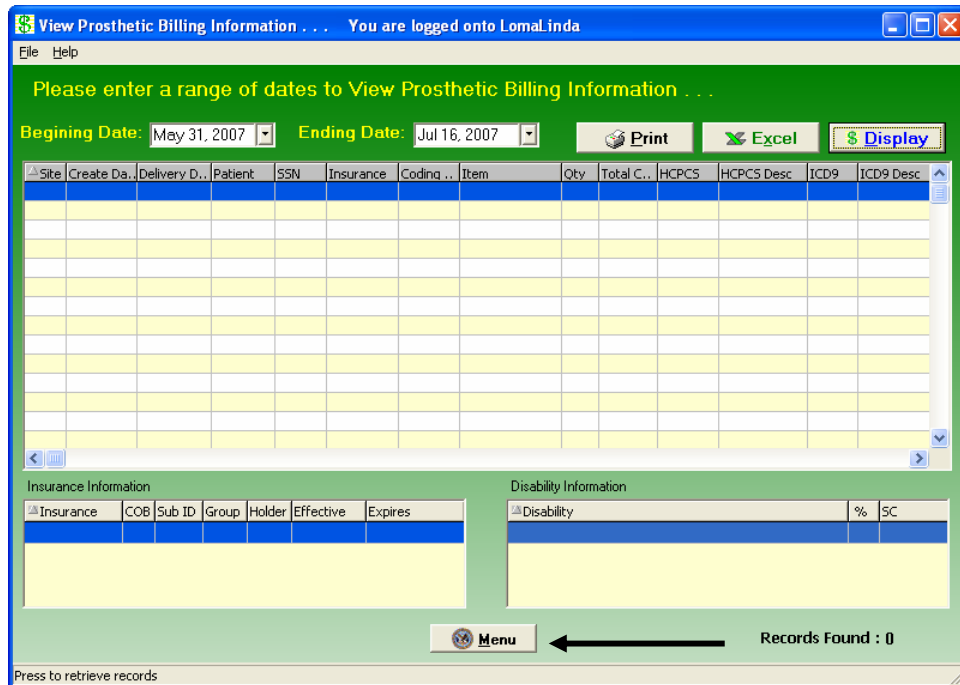 View Prosthetic Billing Information . . . You are logged onto LomaLinda
File Help
Please enter a range of dates to View Prosthetic Billing Information . . .
Begining Date: May 31, 2007 Ending Date: Jul 16, 2007 Print Excel $ Display
Site Create Da.. Delivery D... Patient SSN Insurance Coding ... Item Qty Total C... HCPCS HCPCS Desc ICD9 ICD9 Desc
Insurance Information Disability Information
Insurance COB Sub ID Group Holder Effective Expires Disability % SC
Menu Records Found : 0
Press to retrieve records